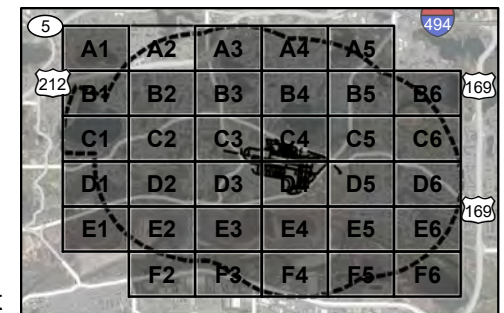 5
494
A1 A2 A3 A4 A5
212
B1 B2 B3 B4 B5 B6
169
C1 C2 C3 C4 C5 C6
D1 D2 D3 D4 D5 D6
169
E1 E2 E3 E4 E5 E6
F2 F3 F4 F5 F6